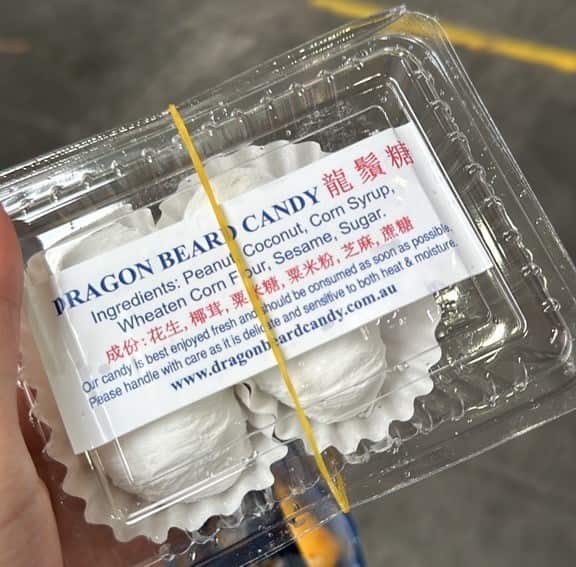 DRAGON BEARD CANDY 龍鬚糖
Ingredients: Peanut, Coconut, Corn Syrup,
Wheaten Corn Flour, Sesame, Sugar.
成份:花生,椰茸,粟米糖,粟米粉,芝麻,蔗糖
Our candy is best enjoyed fresh and should be consumed as soon as possible.
Please handle with care as it is delicate and sensitive to both heat & moisture.
www.dragonbeardcandy.com.au